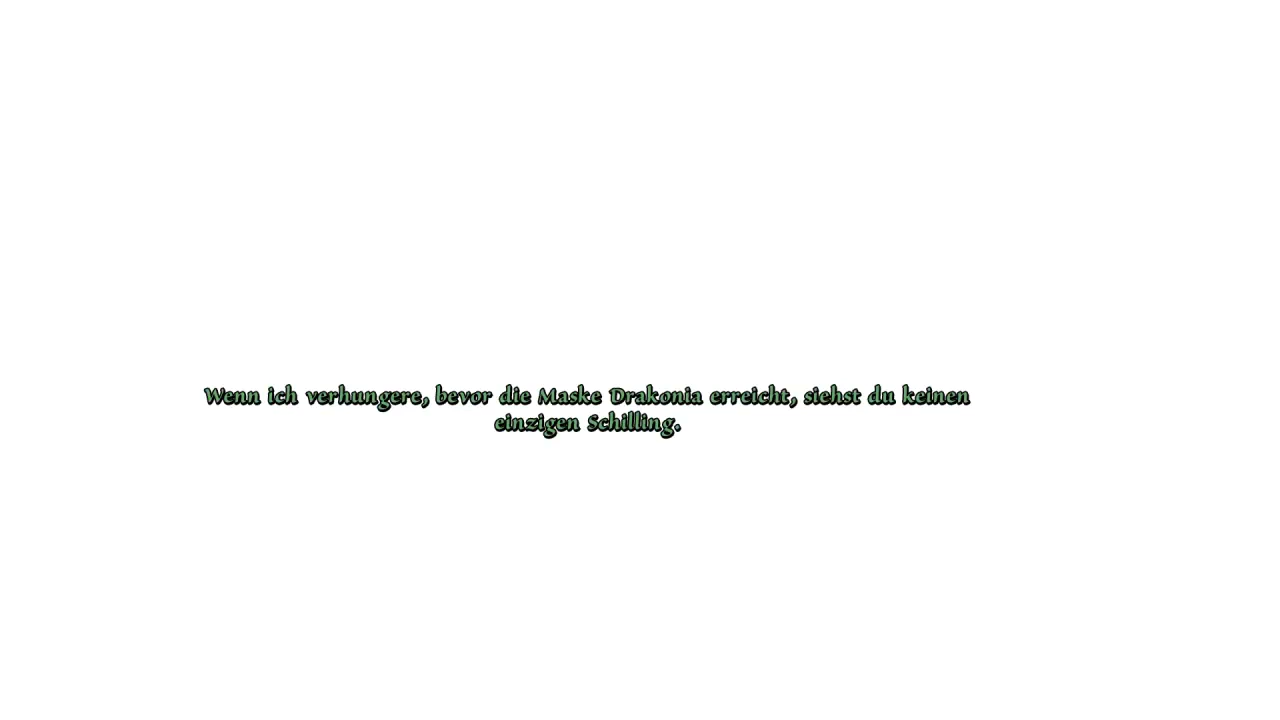 Wenn ich verhungere, bevor die Maske Drakonia erreicht, siehst du keinen
einzigen Schilling.